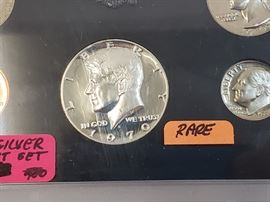 LIBERTY
IN GOD WE TRUST
1970
LIBERTY
RARE
SILVER
SET